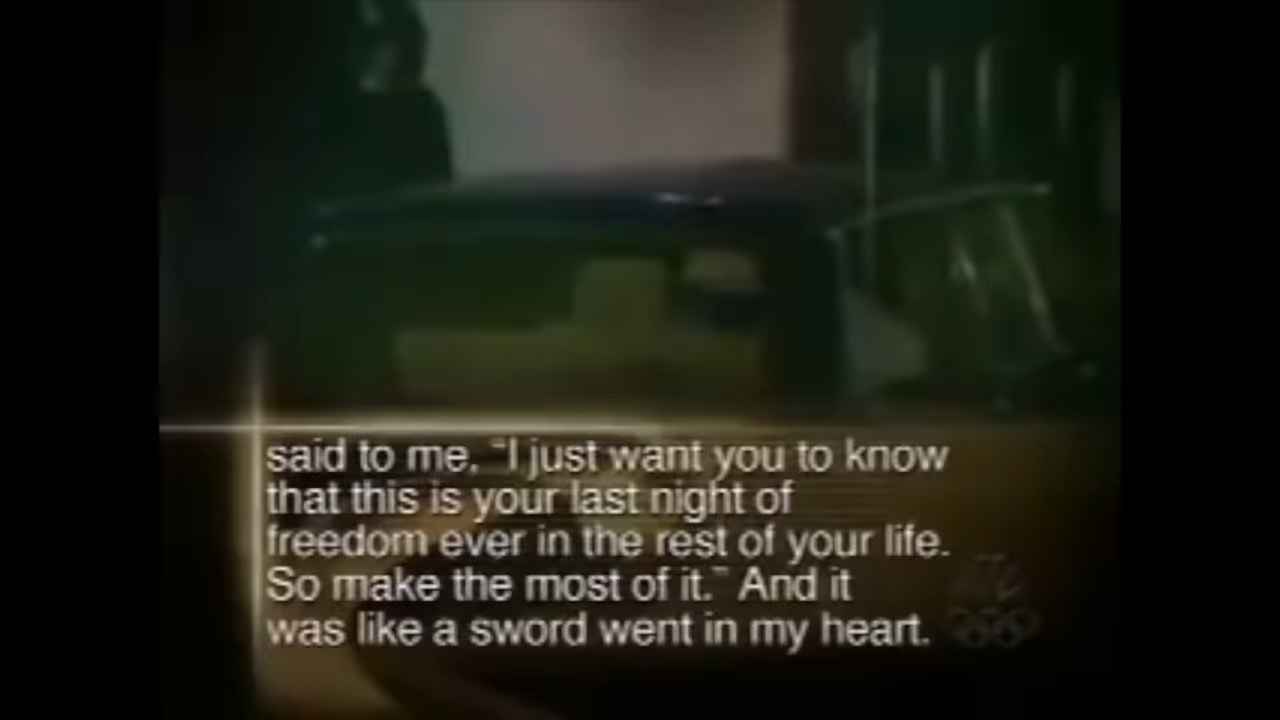 said to me, "I just want you to know
that this is your last night of
freedom ever in the rest of your life.
So make the most of it." And it
was like a sword went in my heart.